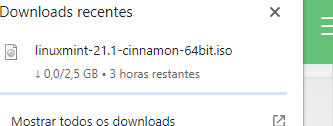 Downloads recentes
linuxmint-21.1-cinnamon-64bit.iso
↓ 0,0/2,5 GB • 3 horas restantes
Mostrar todos os downloads